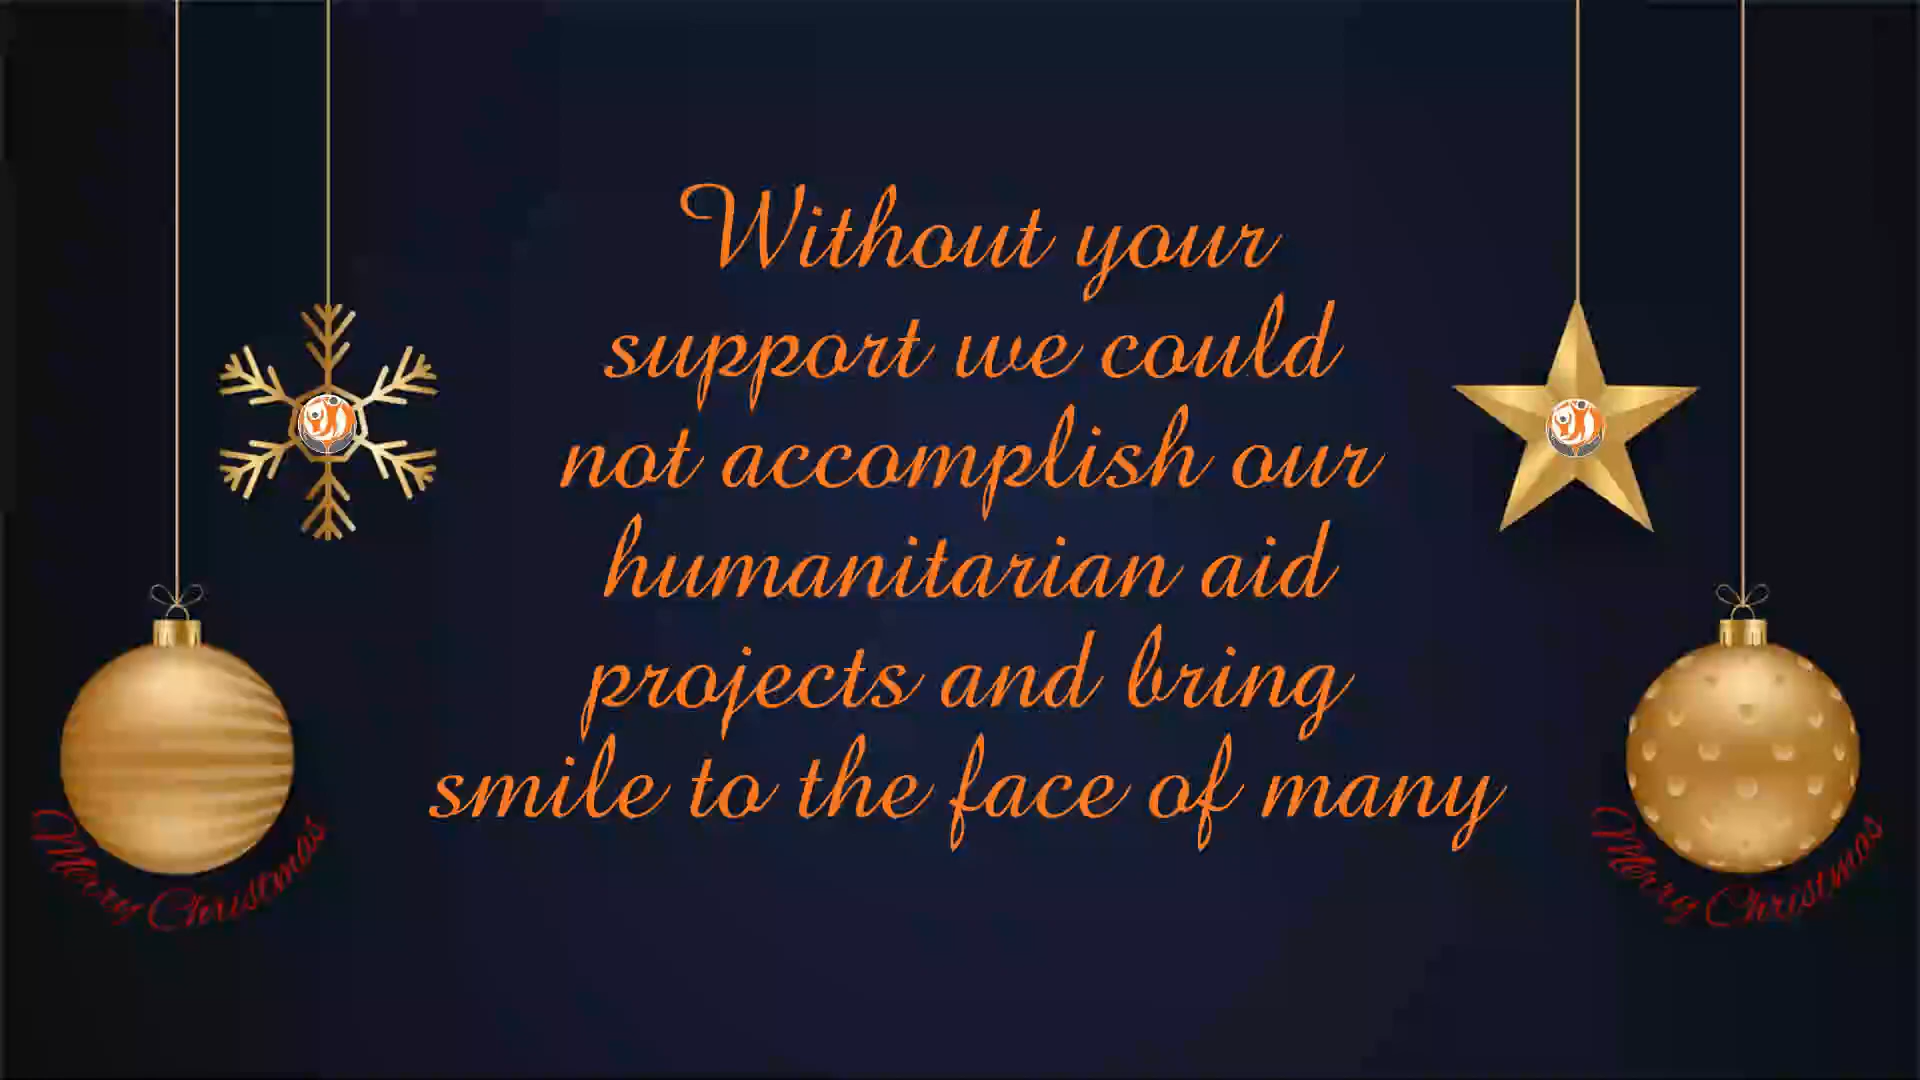 Without your
support we could
not accomplish our
humanitarian aid
projects and bring
smile to the face of many
Merry Christmas
Merry Christmas